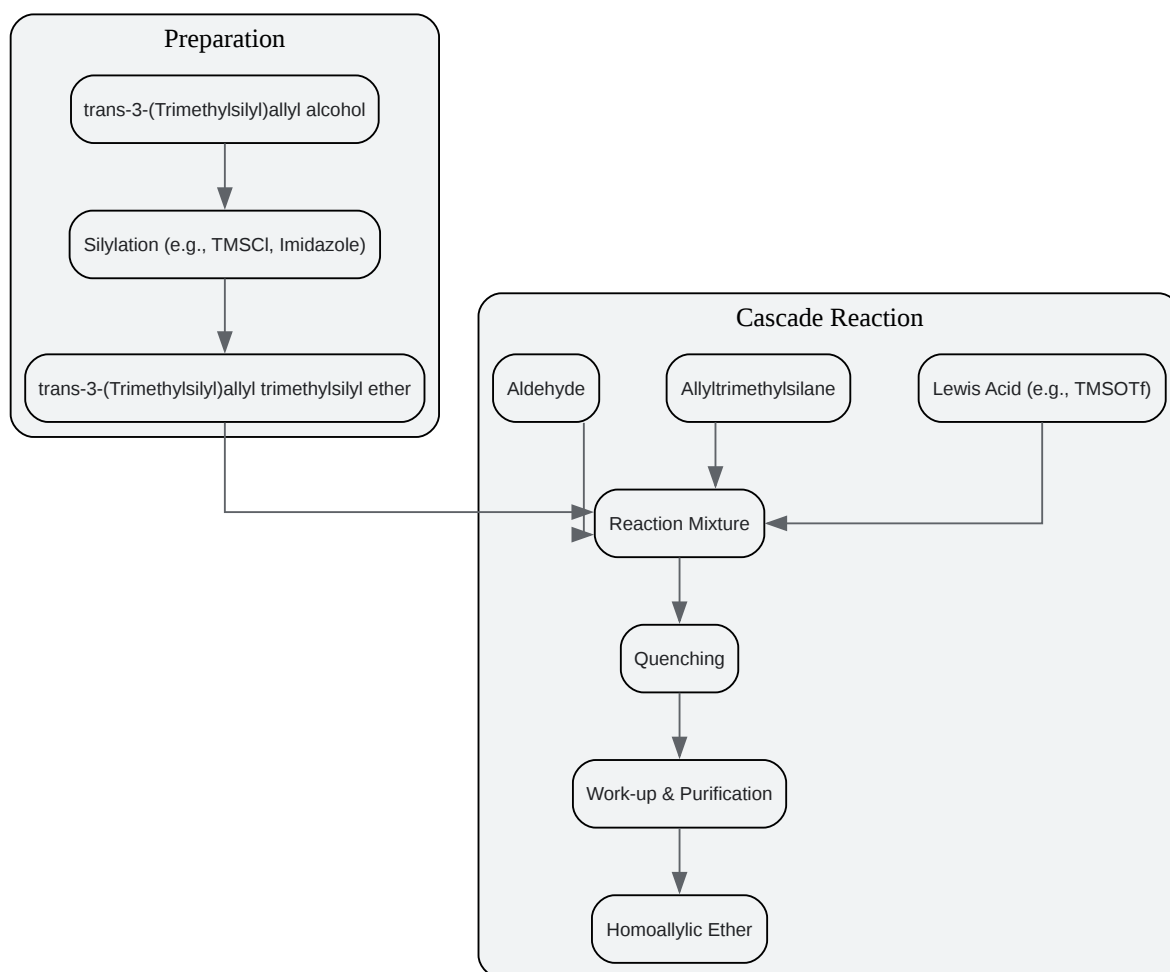 Preparation
trans-3-(Trimethylsilyl)allyl alcohol
Silylation (e.g., TMSCl, Imidazole)
trans-3-(Trimethylsilyl)allyl trimethylsilyl ether
Cascade Reaction
Aldehyde
Allyltrimethylsilane
Lewis Acid (e.g., TMSOTf)
Reaction Mixture
Quenching
Work-up & Purification
Homoallylic Ether